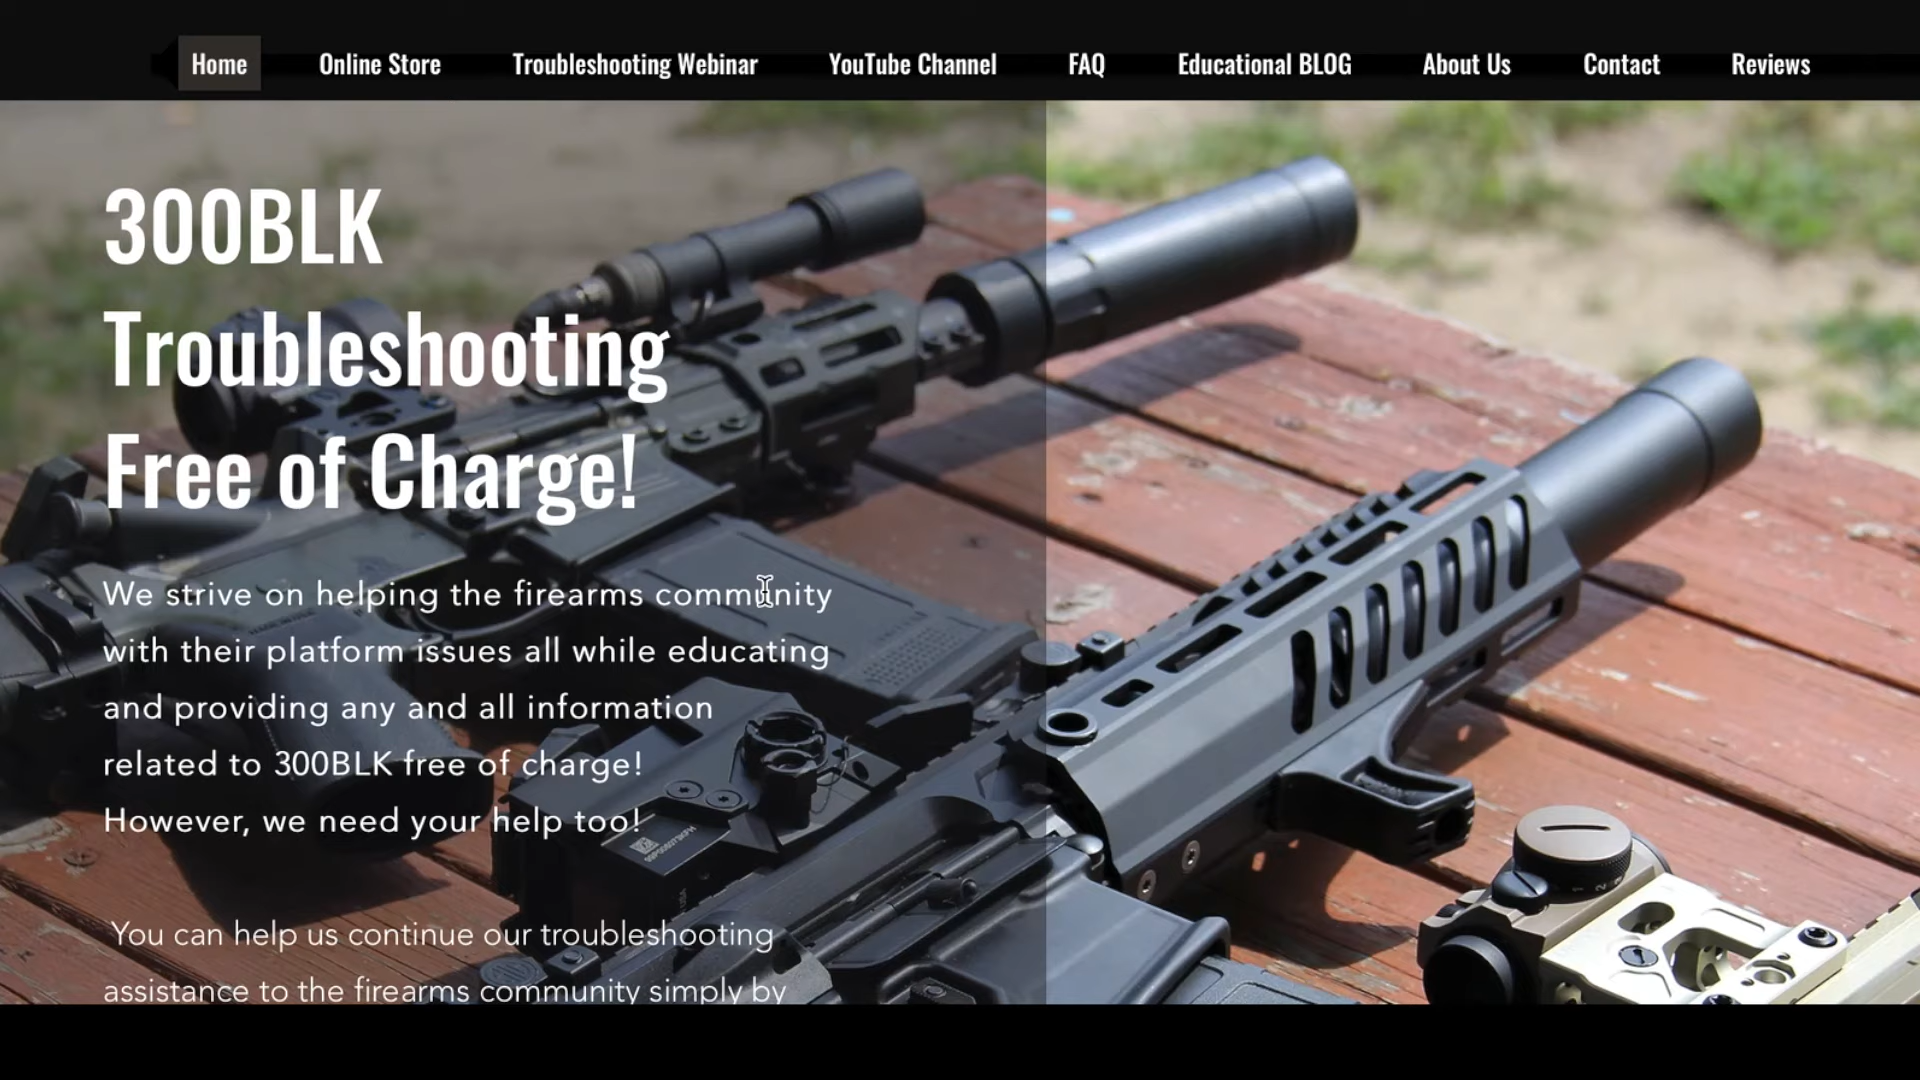 Home Online Store Troubleshooting Webinar YouTube Channel FAQ Educational BLOG About Us Contact Reviews
300BLK
Troubleshooting
Free of Charge!
We strive on helping the firearms community
with their platform issues all while educating
and providing any and all information
related to 300BLK free of charge!
However, we need your help too!
You can help us continue our troubleshooting
assistance to the firearms community simply by